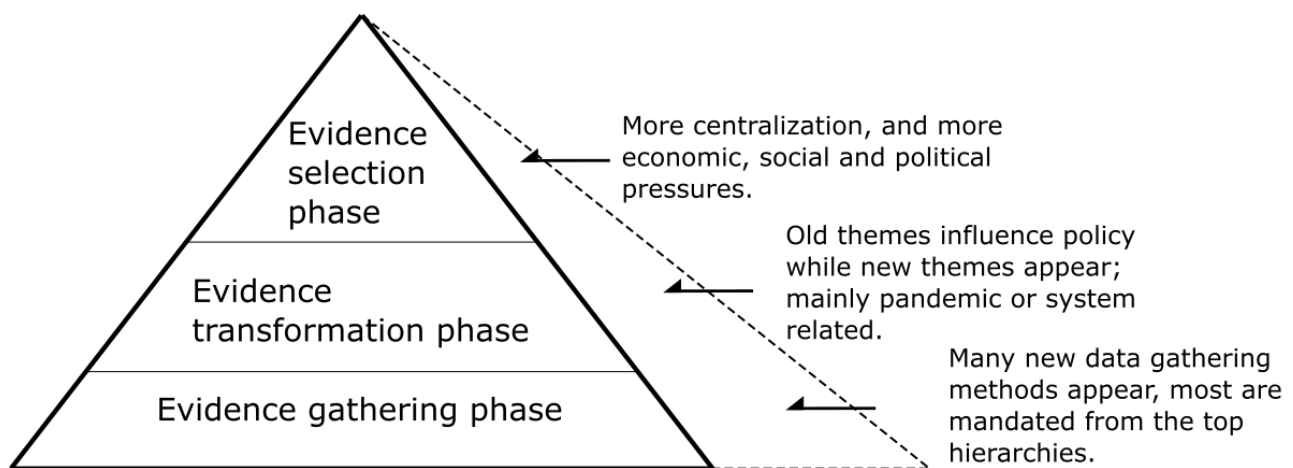 Evidence
selection
phase
More centralization, and more
economic, social and political
pressures.
Evidence
transformation phase
Old themes influence policy
while new themes appear;
mainly pandemic or system
related.
Evidence gathering phase
Many new data gathering
methods appear, most are
mandated from the top
hierarchies.